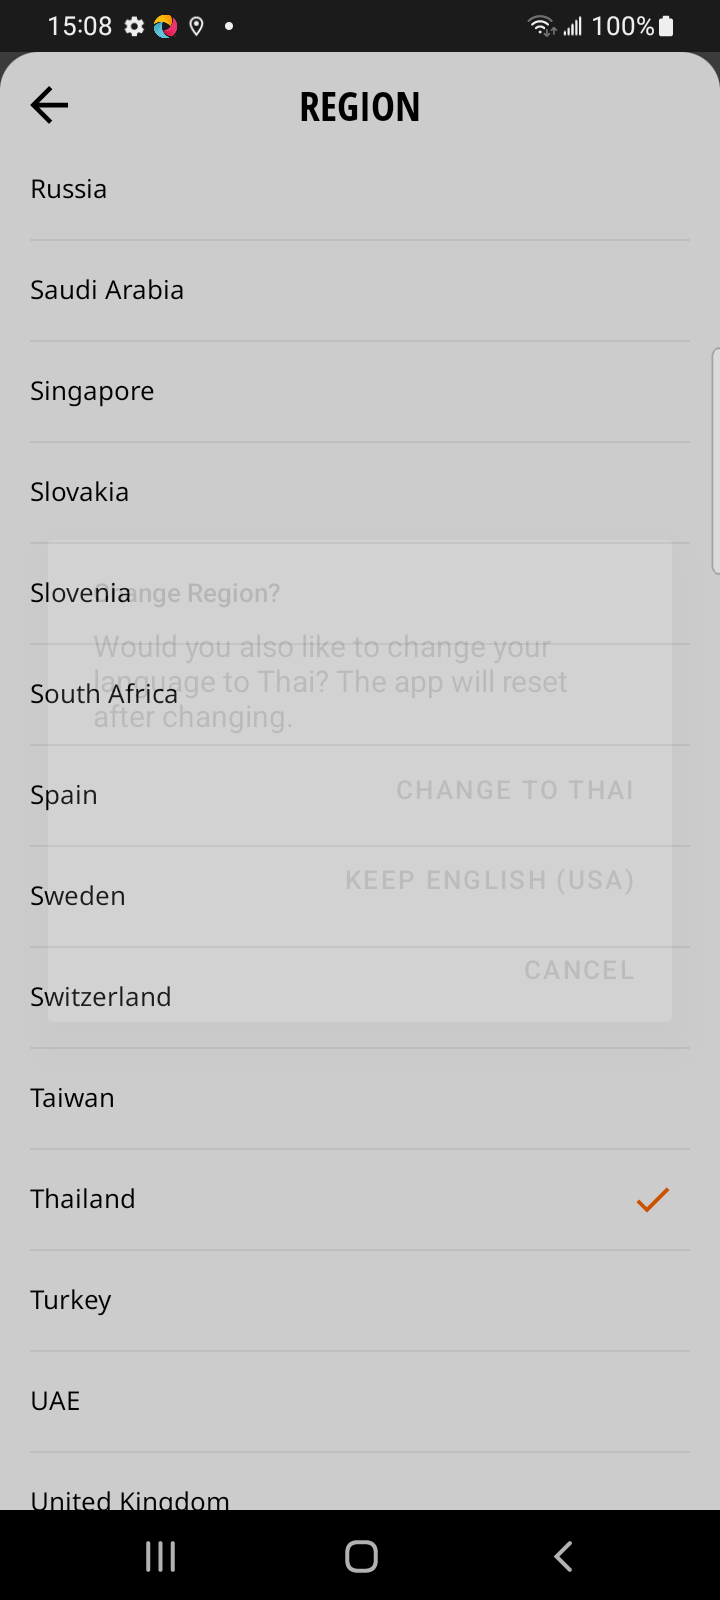 15:08
100%
REGION
Russia
Saudi Arabia
Singapore
Slovakia
Slovenia
Change Region?
Would you also like to change your
language to Thai? The app will reset
after changing.
South Africa
Spain
CHANGE TO THAI
KEEP ENGLISH (USA)
Sweden
CANCEL
Switzerland
Taiwan
Thailand
Turkey
UAE
United Kingdom